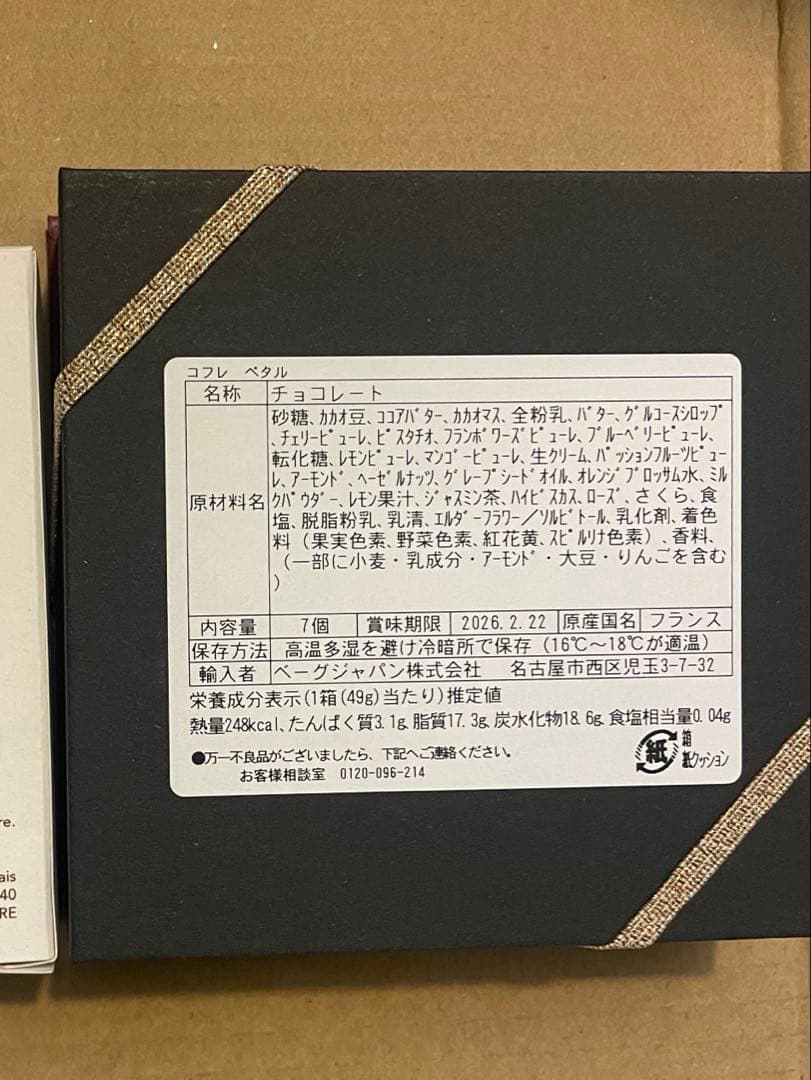 コフレ ペタル
名称 チョコレート
原材料名
砂糖、カカオ豆、ココアバター、カカオマス、全粉乳、バター、グルコースシロップ
、チェリーピューレ、ピスタチオ、フランボワーズピューレ、ブルーベリーピューレ、
転化糖、レモンピューレ、マンゴーピューレ、生クリーム、パッションフルーツピュー
レ、アーモンド、ヘーゼルナッツ、グレープシードオイル、オレンジブロッサム水、ミル
クパウダー、レモン果汁、ジャスミン茶、ハイビスカス、ローズ、さくら、食
塩、脱脂粉乳、乳清、エルダーフラワー／ソルビトール、乳化剤、着色
料（果実色素、野菜色素、紅花黄、スピルリナ色素）、香料、
（一部に小麦・乳成分・アーモンド・大豆・りんごを含む
）
内容量 7個 賞味期限 2026.2.22 原産国名 フランス
保存方法 高温多湿を避け冷暗所で保存（16℃～18℃が適温）
輸入者 ベーグジャパン株式会社 名古屋市西区児玉3-7-32
栄養成分表示(1箱(49g)当たり)推定値
熱量248kcal、たんぱく質3.1g、脂質17.3g、炭水化物18.6g、食塩相当量0.04g
●万一不良品がございましたら、下記へご連絡ください。
お客様相談室 0120-096-214
紙
箱
紙クッション
re.
ais
40
RE